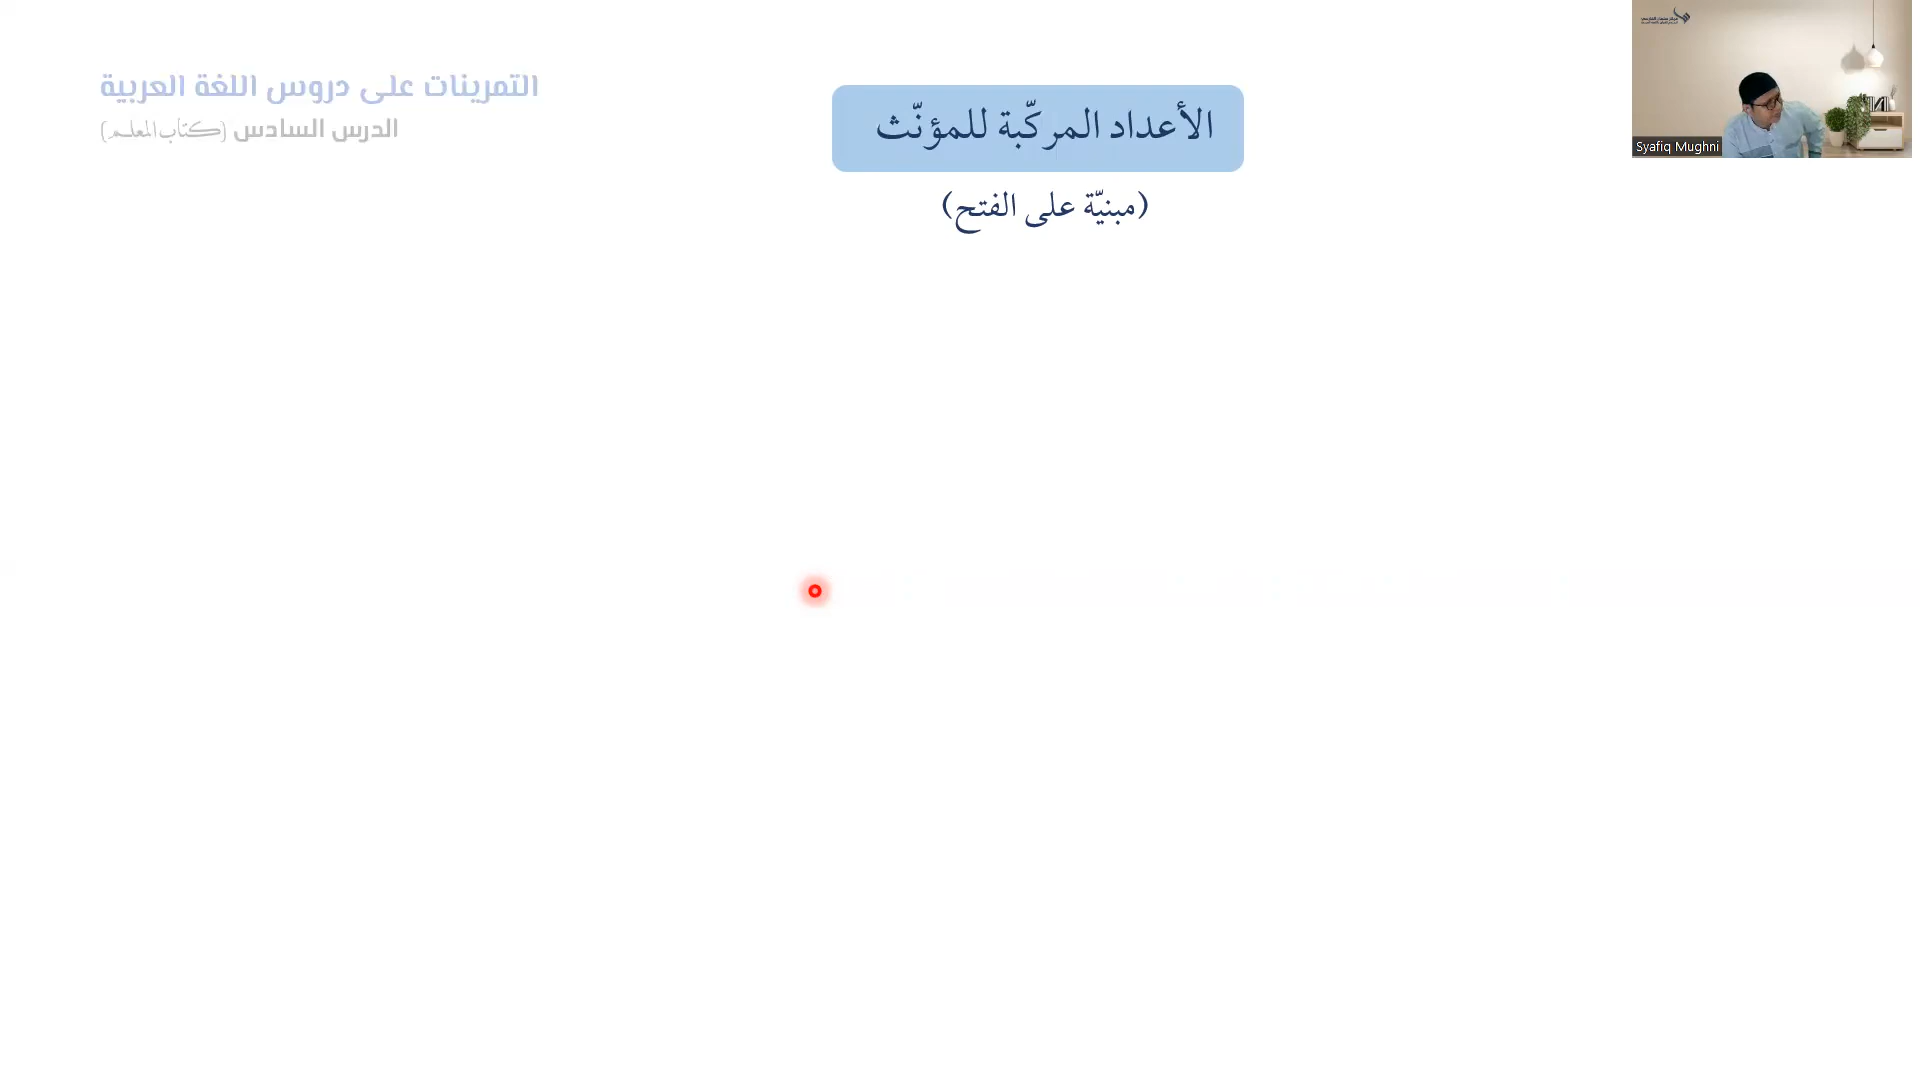 التمرينات على دروس اللغة العربية
الدرس السادس (كتاب المعلم)
الأعداد المركّبة للمؤنّث
(مبنيّة على الفتح)
Syafiq Mughni